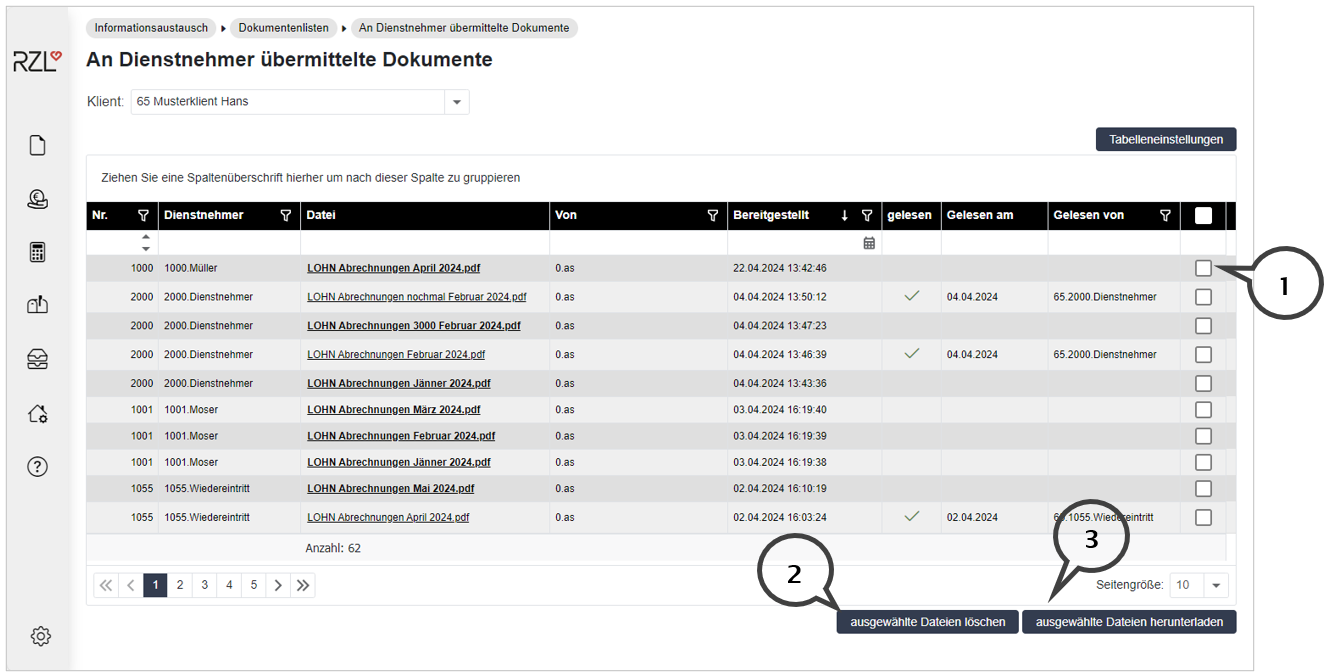 Informationsaustausch Dokumentenlisten An Dienstnehmer übermittelte Dokumente
RZL
An Dienstnehmer übermittelte Dokumente
Klient: 65 Musterklient Hans
Tabelleneinstellungen
Ziehen Sie eine Spaltenüberschrift hierher um nach dieser Spalte zu gruppieren
Nr. Dienstnehmer Datei Von Bereitgestellt gelesen Gelesen am Gelesen von
1000 1000.Müller LOHN Abrechnungen April 2024.pdf 0.as 22.04.2024 13:42:46
1
2000 2000.Dienstnehmer LOHN Abrechnungen nochmal Februar 2024.pdf 0.as 04.04.2024 13:50:12 04.04.2024 65.2000.Dienstnehmer
2000 2000.Dienstnehmer LOHN Abrechnungen 3000 Februar 2024.pdf 0.as 04.04.2024 13:47:23
2000 2000.Dienstnehmer LOHN Abrechnungen Februar 2024.pdf 0.as 04.04.2024 13:46:39 04.04.2024 65.2000.Dienstnehmer
2000 2000.Dienstnehmer LOHN Abrechnungen Jänner 2024.pdf 0.as 04.04.2024 13:43:36
1001 1001.Moser LOHN Abrechnungen März 2024.pdf 0.as 03.04.2024 16:19:40
1001 1001.Moser LOHN Abrechnungen Februar 2024.pdf 0.as 03.04.2024 16:19:39
1001 1001.Moser LOHN Abrechnungen Jänner 2024.pdf 0.as 03.04.2024 16:19:38
1055 1055.Wiedereintritt LOHN Abrechnungen Mai 2024.pdf 0.as 02.04.2024 16:10:19
1055 1055.Wiedereintritt LOHN Abrechnungen April 2024.pdf 0.as 02.04.2024 16:03:24 02.04.2024 65.1055.Wiedereintritt
3
Anzahl: 62
2
1 2 3 4 5
Seitengröße: 10
ausgewählte Dateien löschen ausgewählte Dateien herunterladen